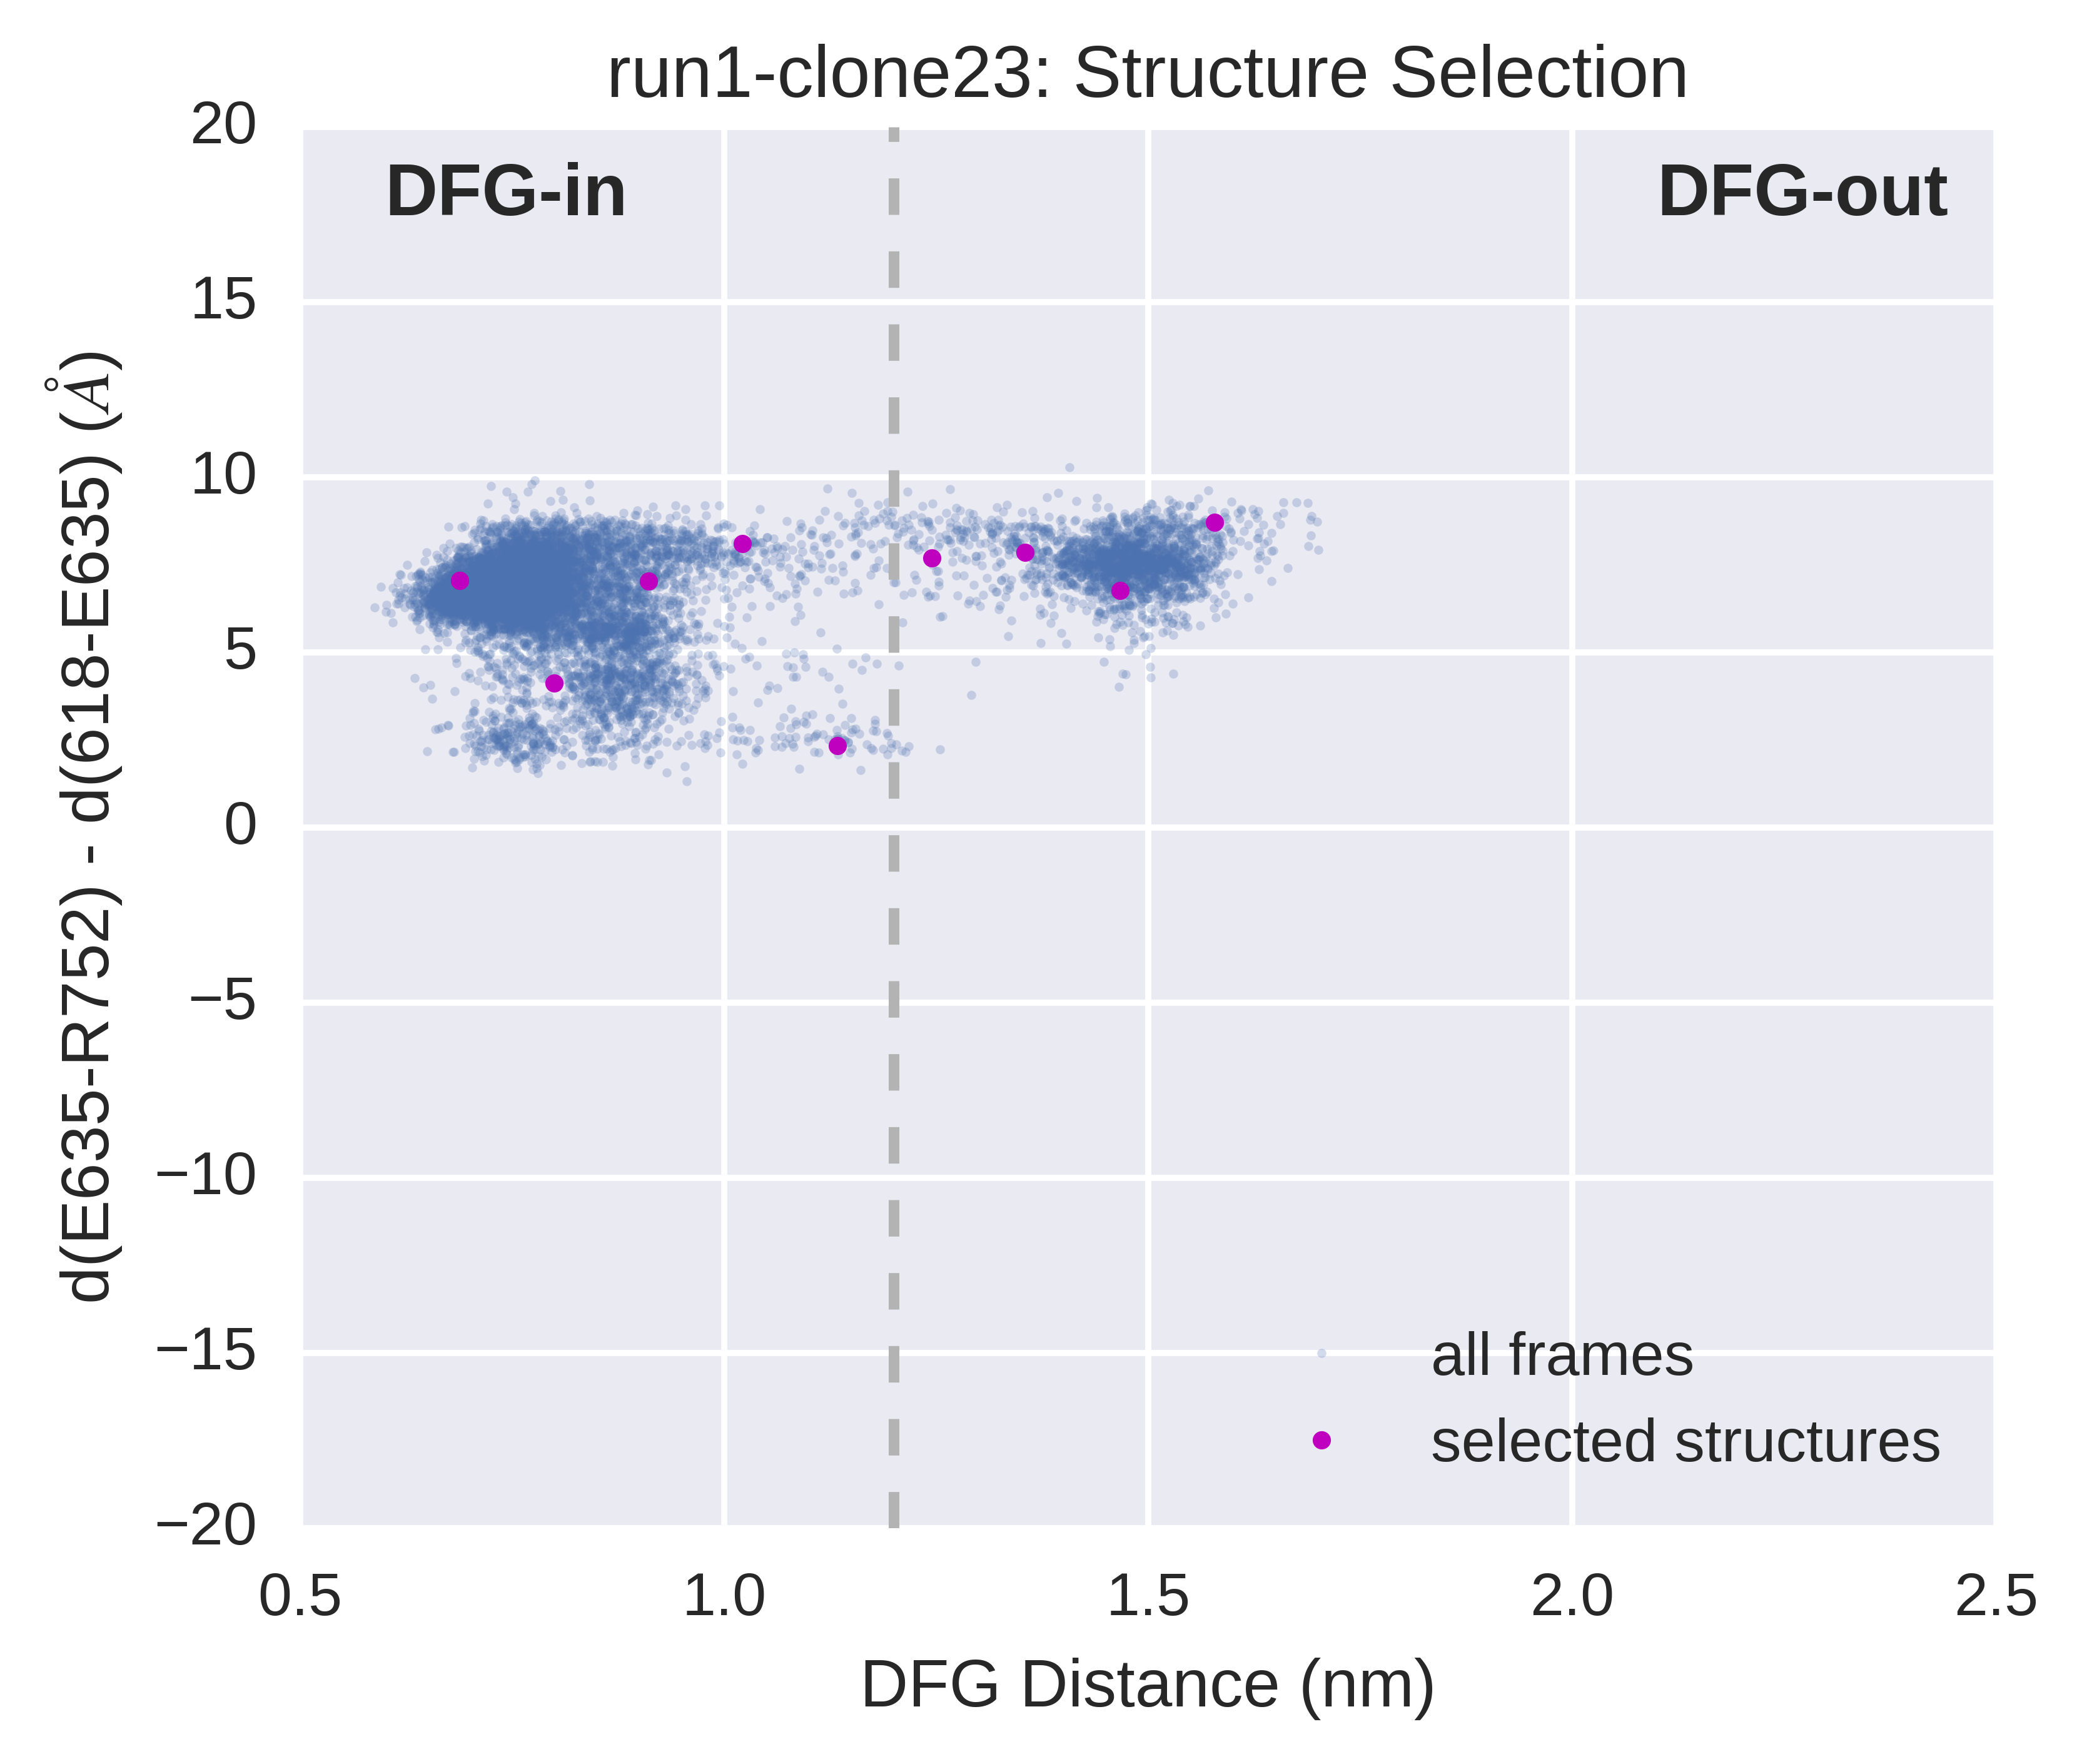 run1-clone23: Structure Selection
DFG-in
DFG-out
20
15
10
5
0
−5
−10
−15
−20
d(E635-R752) - d(618-E635) (Å)
all frames
selected structures
0.5
1.0
1.5
2.0
2.5
DFG Distance (nm)